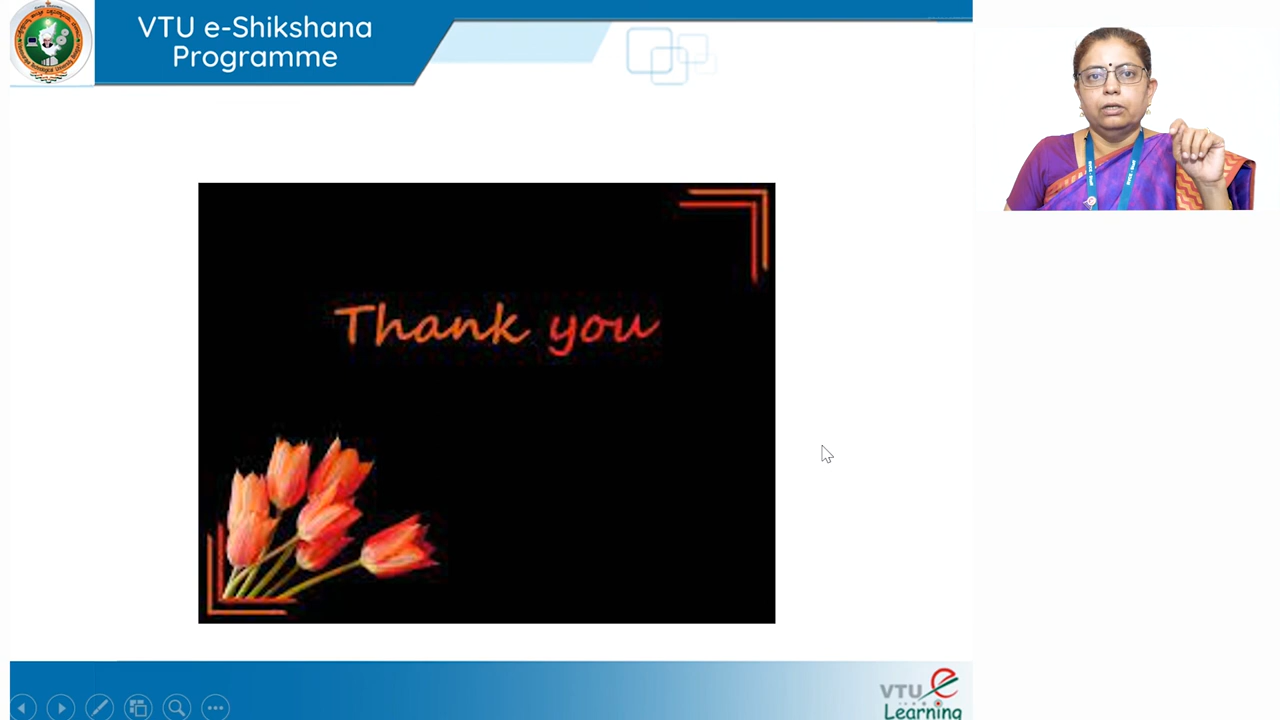 VTU e-Shikshana
Programme
Thank you
VTU e
Learning